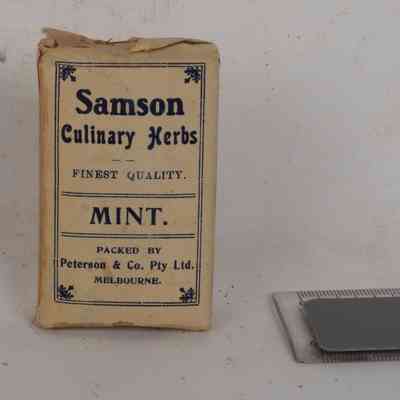 Samson
Culinary Herbs
FINEST QUALITY.
MINT.
PACKED BY
Peterson & Co. Pty Ltd.
MELBOURNE.